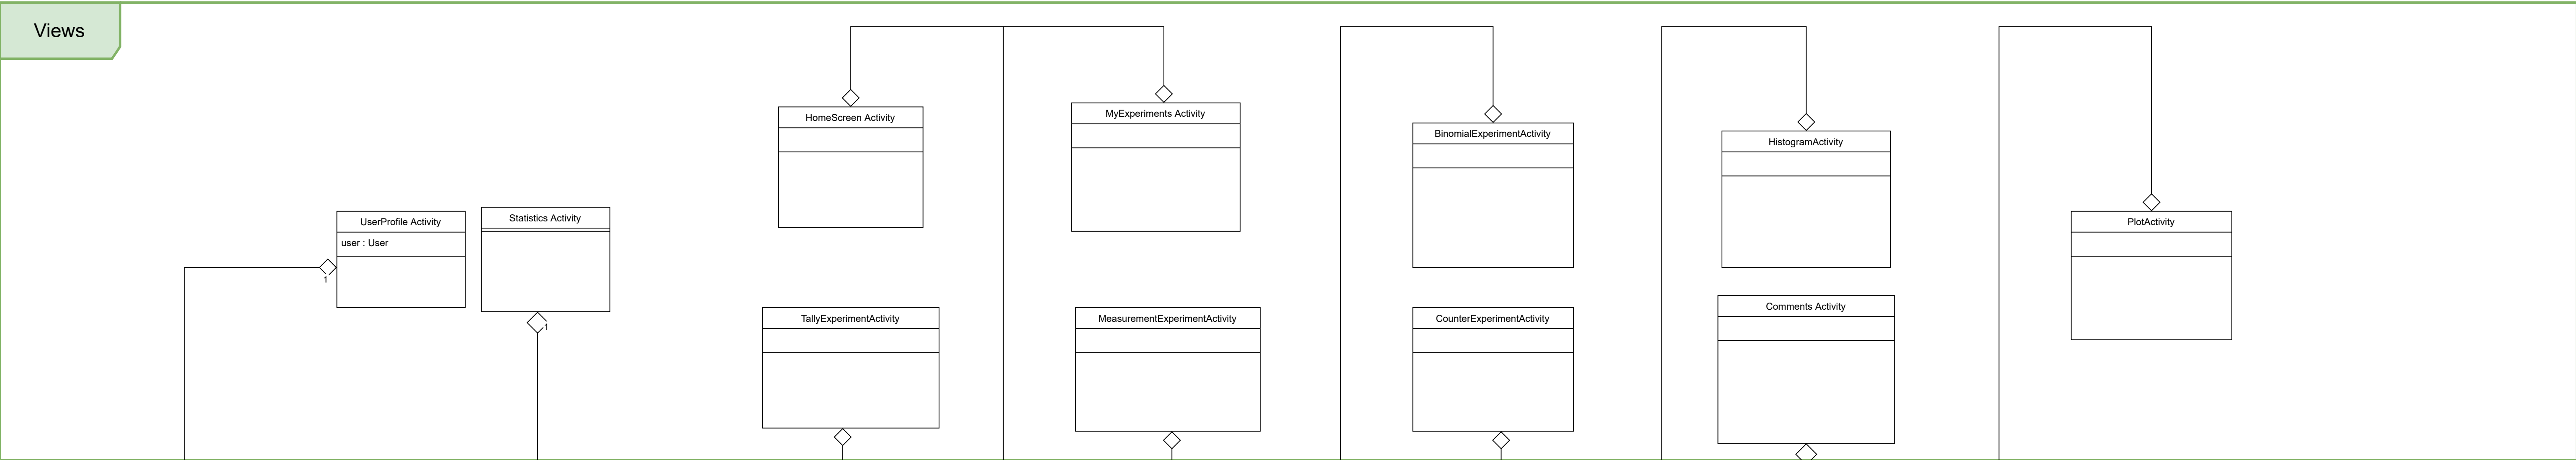 Views
HomeScreen Activity
MyExperiments Activity
BinomialExperimentActivity
HistogramActivity
UserProfile Activity
user : User
1
Statistics Activity
1
PlotActivity
TallyExperimentActivity
MeasurementExperimentActivity
CounterExperimentActivity
Comments Activity